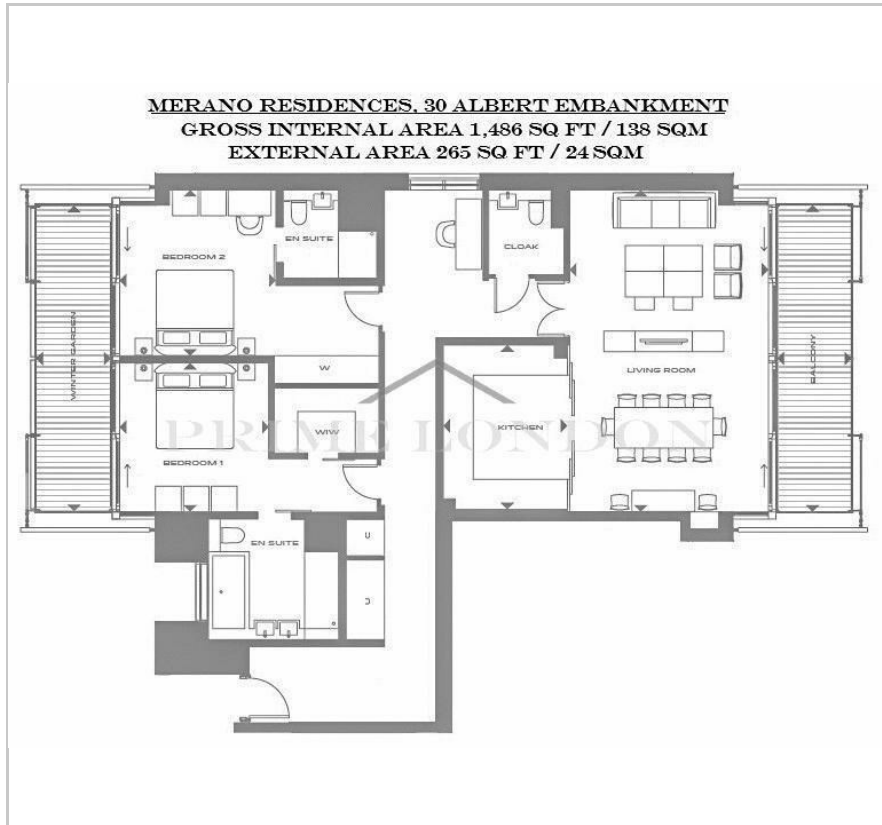 MERANO RESIDENCES, 30 ALBERT EMBANKMENT
GROSS INTERNAL AREA 1,486 SQ FT / 138 SQM
EXTERNAL AREA 265 SQ FT / 24 SQM
EN SUITE
BEDROOM 2
CLOAK
WINTER GARDEN
W
LIVING ROOM
BALCONY
PRIME LONDON
WIW
KITCHEN
BEDROOM 1
EN SUITE
U
U